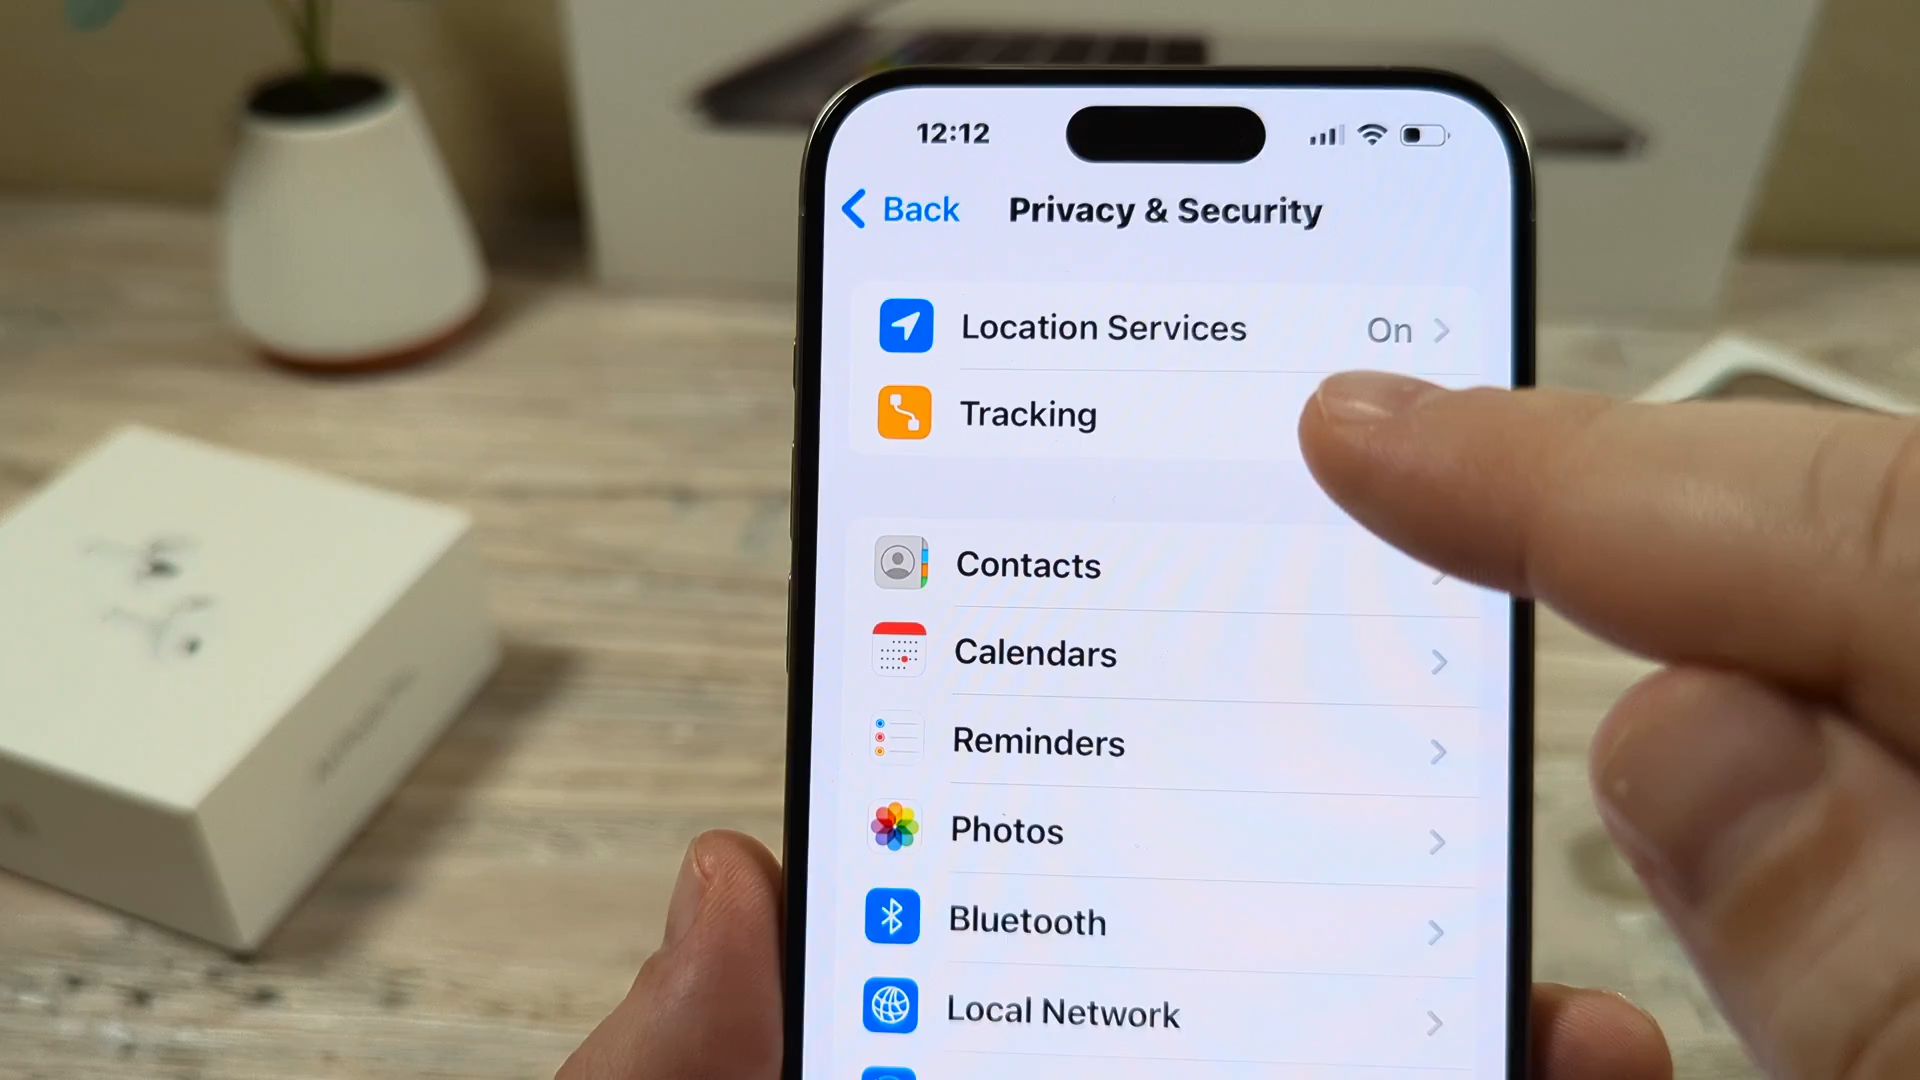 12:12
Back Privacy & Security
Location Services On
Tracking
Contacts
Calendars
Reminders
Photos
Bluetooth
Local Network